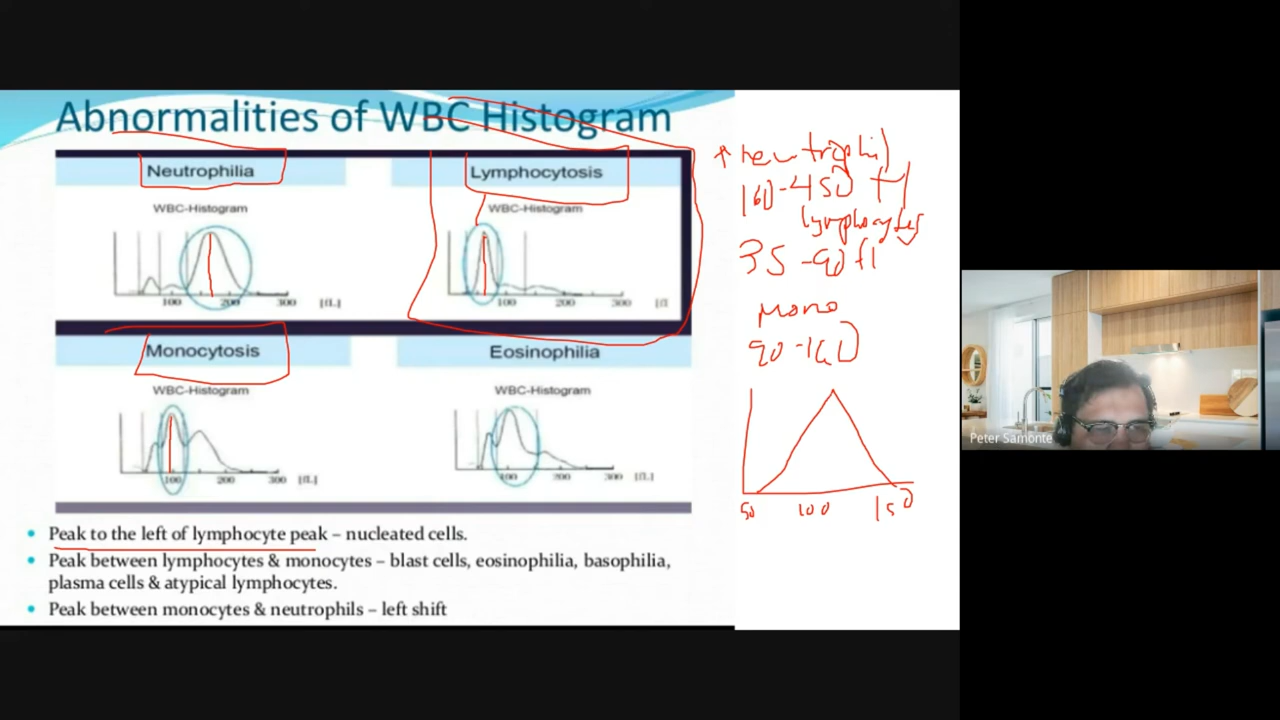 Abnormalities of WBC Histogram
Neutrophilia
WBC-Histogram
100 200 300 [fL]
Lymphocytosis
WBC-Histogram
100 200 300 [fl
Monocytosis
WBC-Histogram
100 200 300 [fL]
Eosinophilia
WBC-Histogram
100 200 300 [fL]
Peak to the left of lymphocyte peak – nucleated cells.
Peak between lymphocytes & monocytes – blast cells, eosinophilia, basophilia,
plasma cells & atypical lymphocytes.
Peak between monocytes & neutrophils – left shift
↑ neutrophil
160-450 fl
lymphocytes
35-90 fl
mono
90-160
50 100 150
Peter Samonte